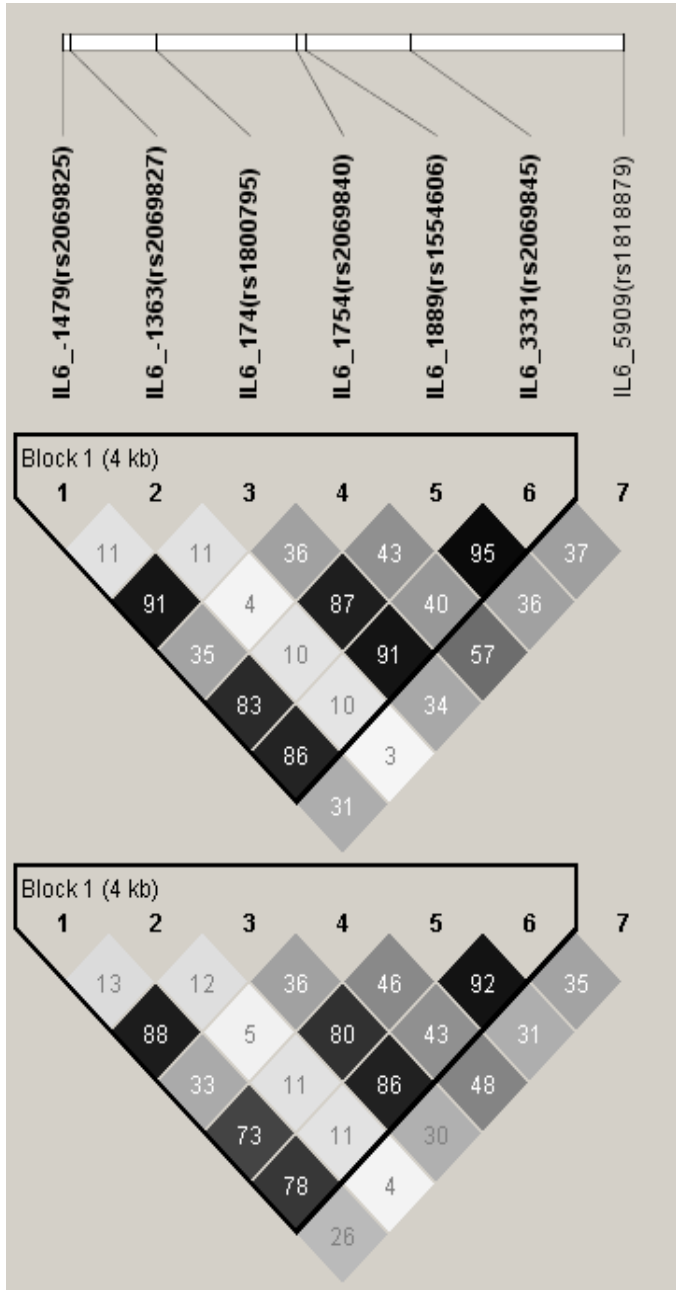 IL6_-1479(rs2069825)
IL6_-1363(rs2069827)
IL6_174(rs1800795)
IL6_1754(rs2069840)
IL6_1889(rs1554606)
IL6_3331(rs2069845)
IL6_5909(rs1818879)
Block 1 (4 kb)
1 2 3 4 5 6 7
11 11 36 43 95 37
91 4 87 40 36
35 10 91 57
83 10 34
86 3
31
Block 1 (4 kb)
1 2 3 4 5 6 7
13 12 36 46 92 35
88 5 80 43 31
33 11 86 48
73 11 30
78 4
26